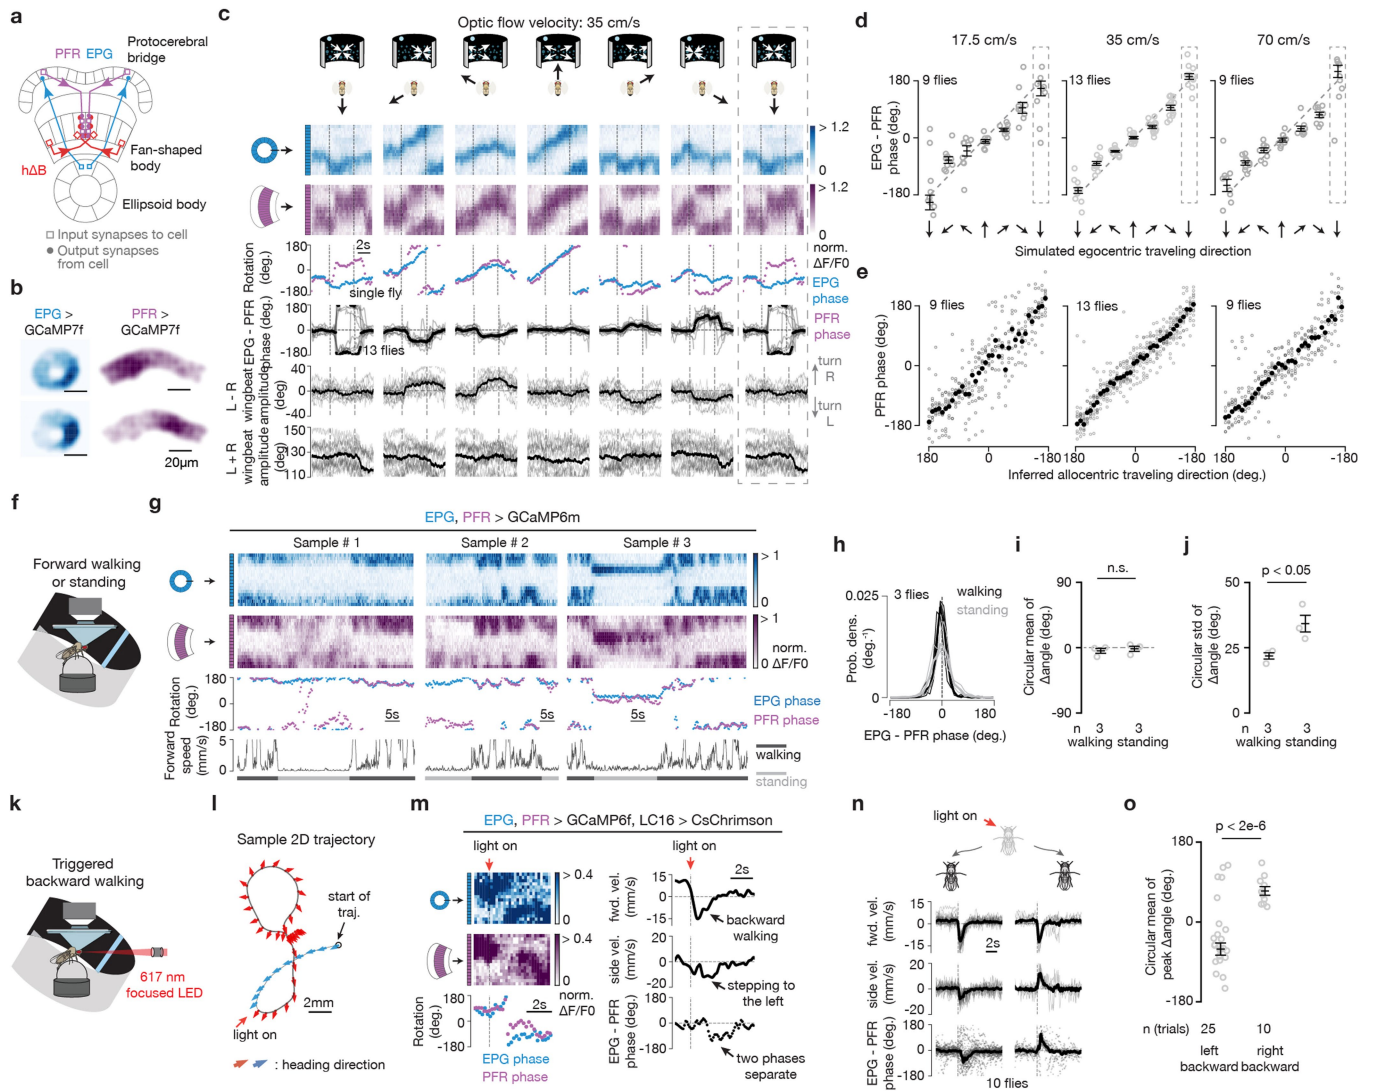 a
PFR EPG
Protocerebral
bridge
hΔB
Fan-shaped
body
Ellipsoid body
Input synapses to cell
Output synapses
from cell
b
EPG >
GCaMP7f
PFR >
GCaMP7f
20μm
c
Optic flow velocity: 35 cm/s
> 1.2
0
> 1.2
0
norm.
ΔF/F0
Rotation
(deg.)
180
0
-180
2s
single fly
EPG
phase
PFR
phase
EPG - PFR
phase (deg.)
180
0
-180
13 flies
L - R
wingbeat
amplitude
(deg)
40
0
-40
turn
R
turn
L
L + R
wingbeat
amplitude
(deg)
150
130
110
d
17.5 cm/s
35 cm/s
70 cm/s
EPG - PFR
phase (deg.)
180
0
-180
9 flies
13 flies
9 flies
Simulated egocentric traveling direction
e
PFR phase (deg.)
180
0
-180
9 flies
13 flies
9 flies
180 0 -180 180 0 -180 180 0 -180
Inferred allocentric traveling direction (deg.)
f
Forward walking
or standing
g
EPG, PFR > GCaMP6m
Sample # 1
Sample # 2
Sample # 3
> 1
0
> 1
0
norm.
ΔF/F0
Rotation
(deg.)
180
0
-180
5s
5s
5s
EPG phase
PFR phase
Forward
speed
(mm/s)
5
0
walking
standing
h
0.025
0
Prob. dens.
(deg.-1)
3 flies
walking
standing
-180 0 180
EPG - PFR phase (deg.)
i
n.s.
Circular mean of
Δangle (deg.)
90
0
-90
n 3 3
walking standing
j
p < 0.05
Circular std of
Δangle (deg.)
50
25
0
n 3 3
walking standing
k
Triggered
backward walking
617 nm
focused LED
l
Sample 2D trajectory
start of
traj.
2mm
light on
: heading direction
m
EPG, PFR > GCaMP6f, LC16 > CsChrimson
light on
> 0.4
0
> 0.4
0
norm.
ΔF/F0
Rotation
(deg.)
180
0
-180
2s
EPG phase
PFR phase
light on
2s
fwd. vel.
(mm/s)
15
0
-15
backward
walking
side vel.
(mm/s)
20
0
-20
stepping to
the left
EPG - PFR
phase (deg.)
180
0
-180
two phases
separate
n
light on
fwd. vel.
(mm/s)
15
0
-15
2s
side vel.
(mm/s)
20
0
-20
EPG - PFR
phase (deg.)
180
0
-180
10 flies
o
p < 2e-6
Circular mean of
peak Δangle (deg.)
180
0
-180
n (trials) 25 10
left
backward
right
backward